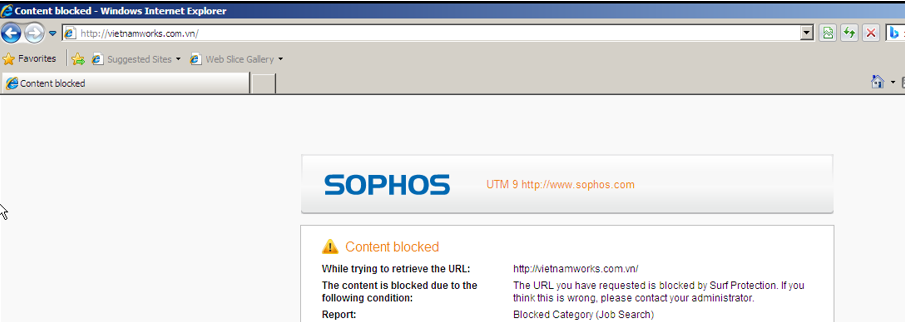 Content blocked - Windows Internet Explorer
http://vietnamworks.com.vn/
Favorites Suggested Sites Web Slice Gallery
Content blocked
SOPHOS UTM 9 http://www.sophos.com
Content blocked
While trying to retrieve the URL: http://vietnamworks.com.vn/
The content is blocked due to the The URL you have requested is blocked by Surf Protection. If you
following condition: think this is wrong, please contact your administrator.
Report: Blocked Category (Job Search)